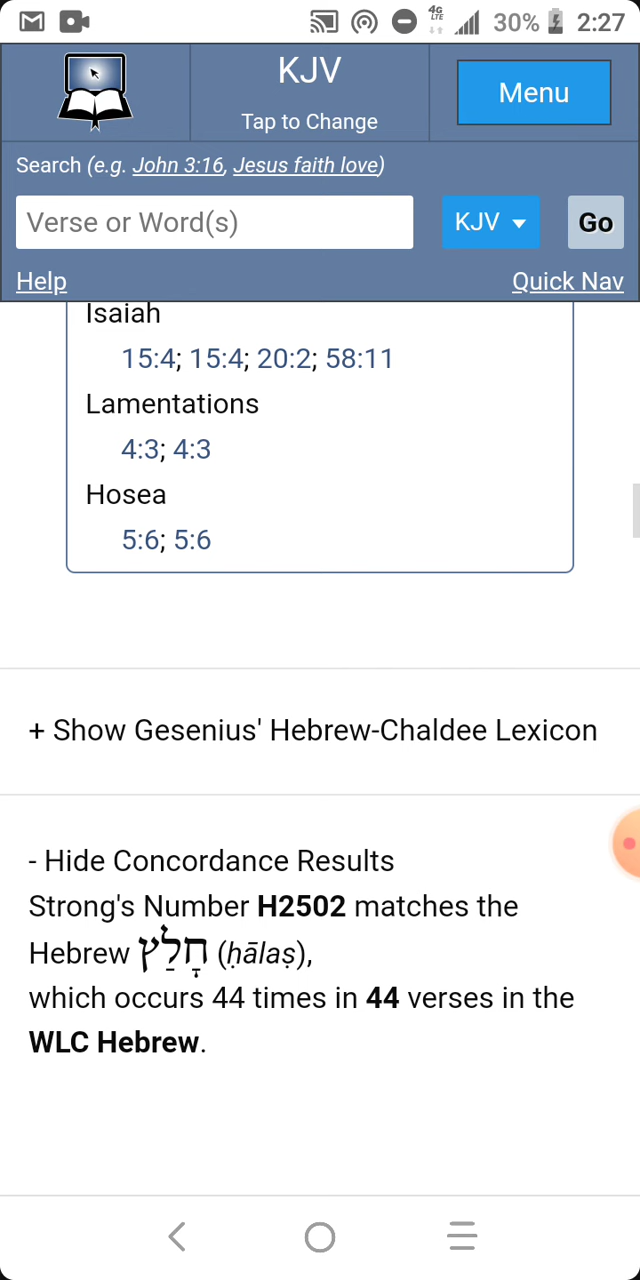 4G
LTE
30%
2:27
KJV
Tap to Change
Menu
Search (e.g. John 3:16, Jesus faith love)
Verse or Word(s)
KJV
Go
Help
Quick Nav
Isaiah
15:4; 15:4; 20:2; 58:11
Lamentations
4:3; 4:3
Hosea
5:6; 5:6
+ Show Gesenius' Hebrew-Chaldee Lexicon
- Hide Concordance Results
Strong's Number H2502 matches the
Hebrew חָלַץ (ḥālaṣ),
which occurs 44 times in 44 verses in the
WLC Hebrew.